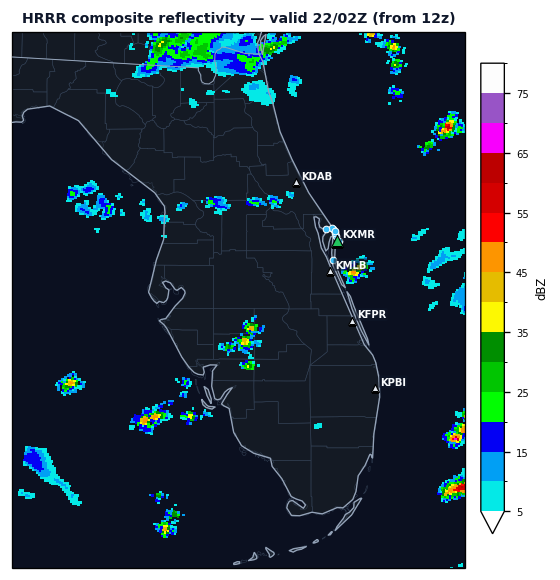 HRRR composite reflectivity — valid 22/02Z (from 12z)
KDAB
KXMR
KMLB
KFPR
KPBI
75
65
55
45
35
25
15
5
dBZ